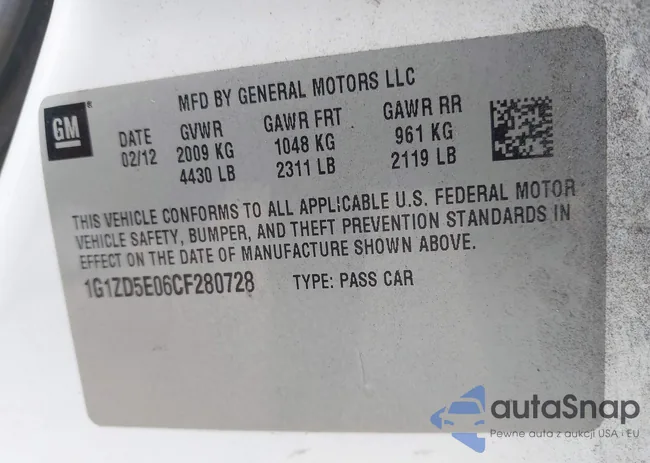 GM
MFD BY GENERAL MOTORS LLC
DATE GVWR GAWR FRT GAWR RR
02/12 2009 KG 1048 KG 961 KG
4430 LB 2311 LB 2119 LB
THIS VEHICLE CONFORMS TO ALL APPLICABLE U.S. FEDERAL MOTOR
VEHICLE SAFETY, BUMPER, AND THEFT PREVENTION STANDARDS IN
EFFECT ON THE DATE OF MANUFACTURE SHOWN ABOVE.
1G1ZD5E06CF280728 TYPE: PASS CAR
autaSnap
Pewne auta z aukcji USA i EU